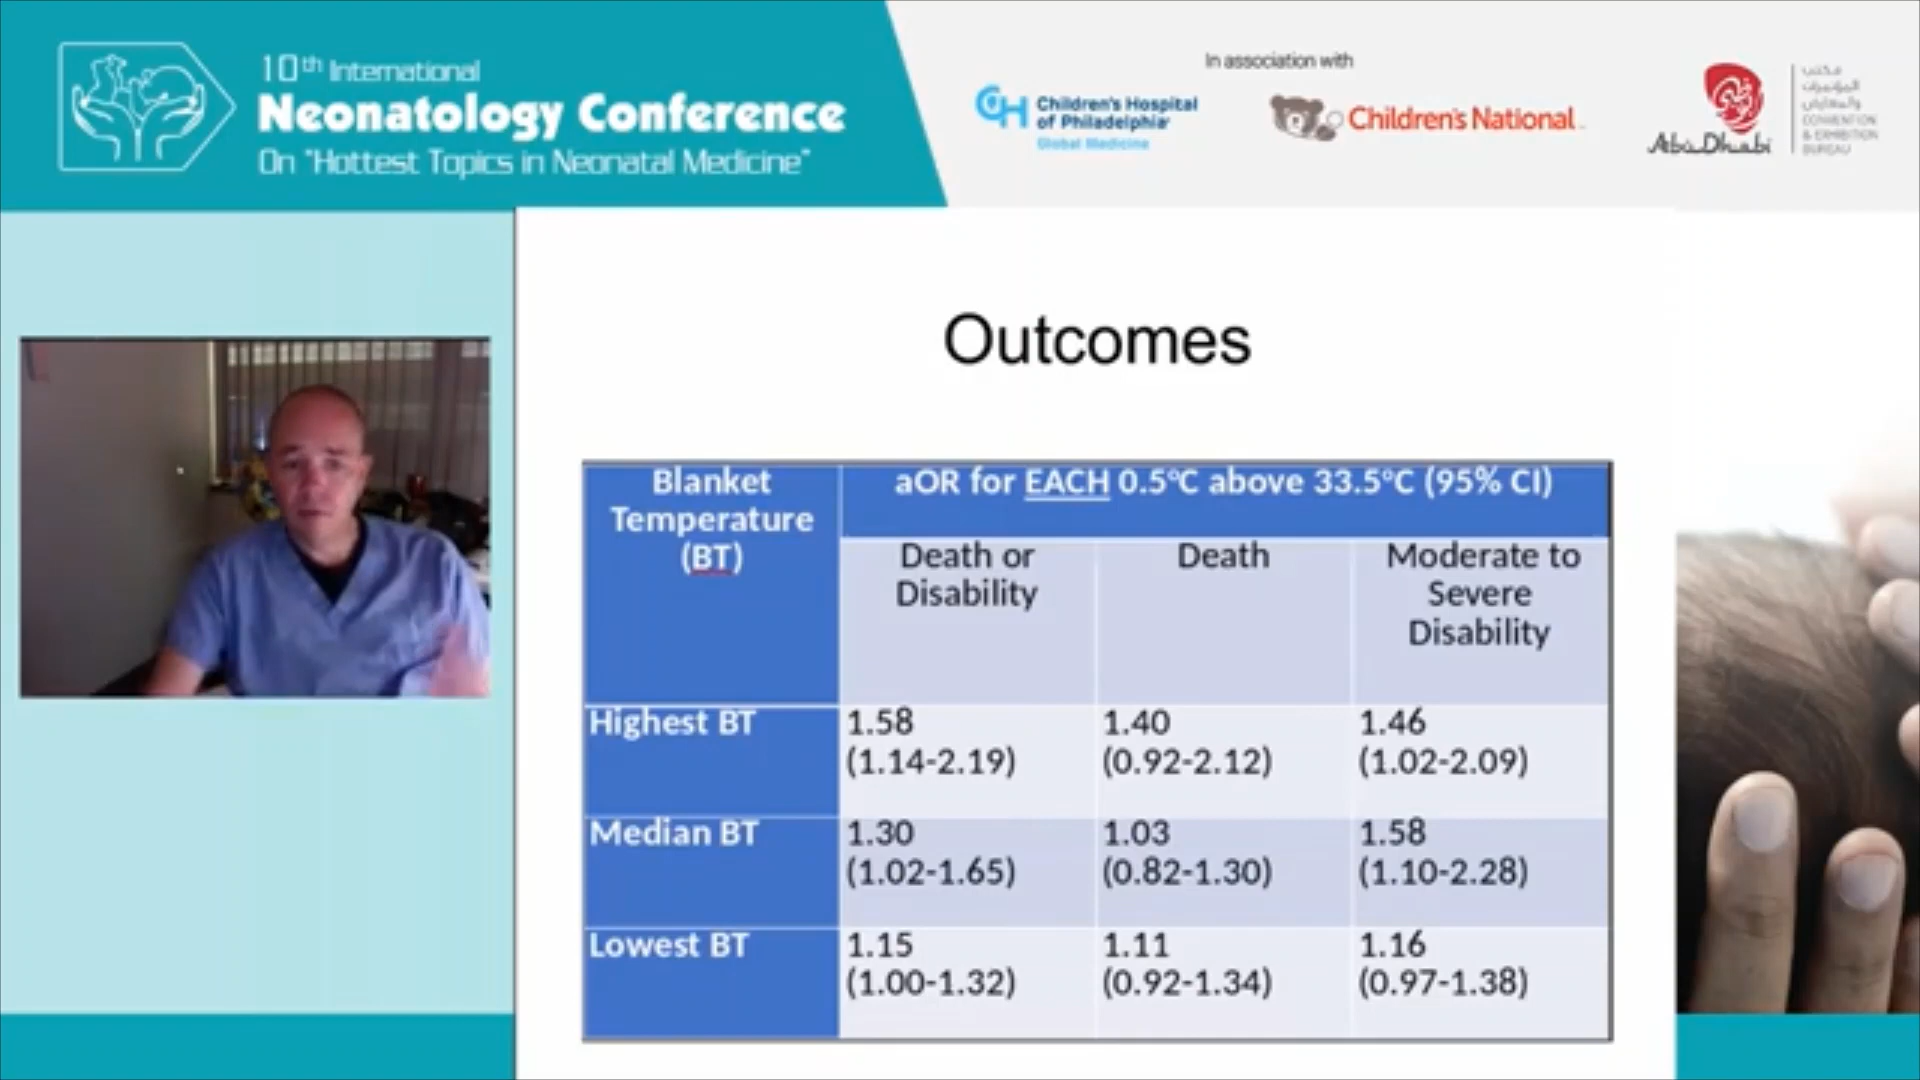 10th International
Neonatology Conference
On "Hottest Topics in Neonatal Medicine"
In association with
Children's Hospital
of Philadelphia
Global Medicine
Children's National
Abu Dhabi
مكتب
المؤتمرات
والمعارض
CONVENTION
& EXHIBITION
BUREAU
Outcomes
Blanket
Temperature
(BT)
aOR for EACH 0.5°C above 33.5°C (95% CI)
Death or
Disability
Death
Moderate to
Severe
Disability
Highest BT
1.58
(1.14-2.19)
1.40
(0.92-2.12)
1.46
(1.02-2.09)
Median BT
1.30
(1.02-1.65)
1.03
(0.82-1.30)
1.58
(1.10-2.28)
Lowest BT
1.15
(1.00-1.32)
1.11
(0.92-1.34)
1.16
(0.97-1.38)